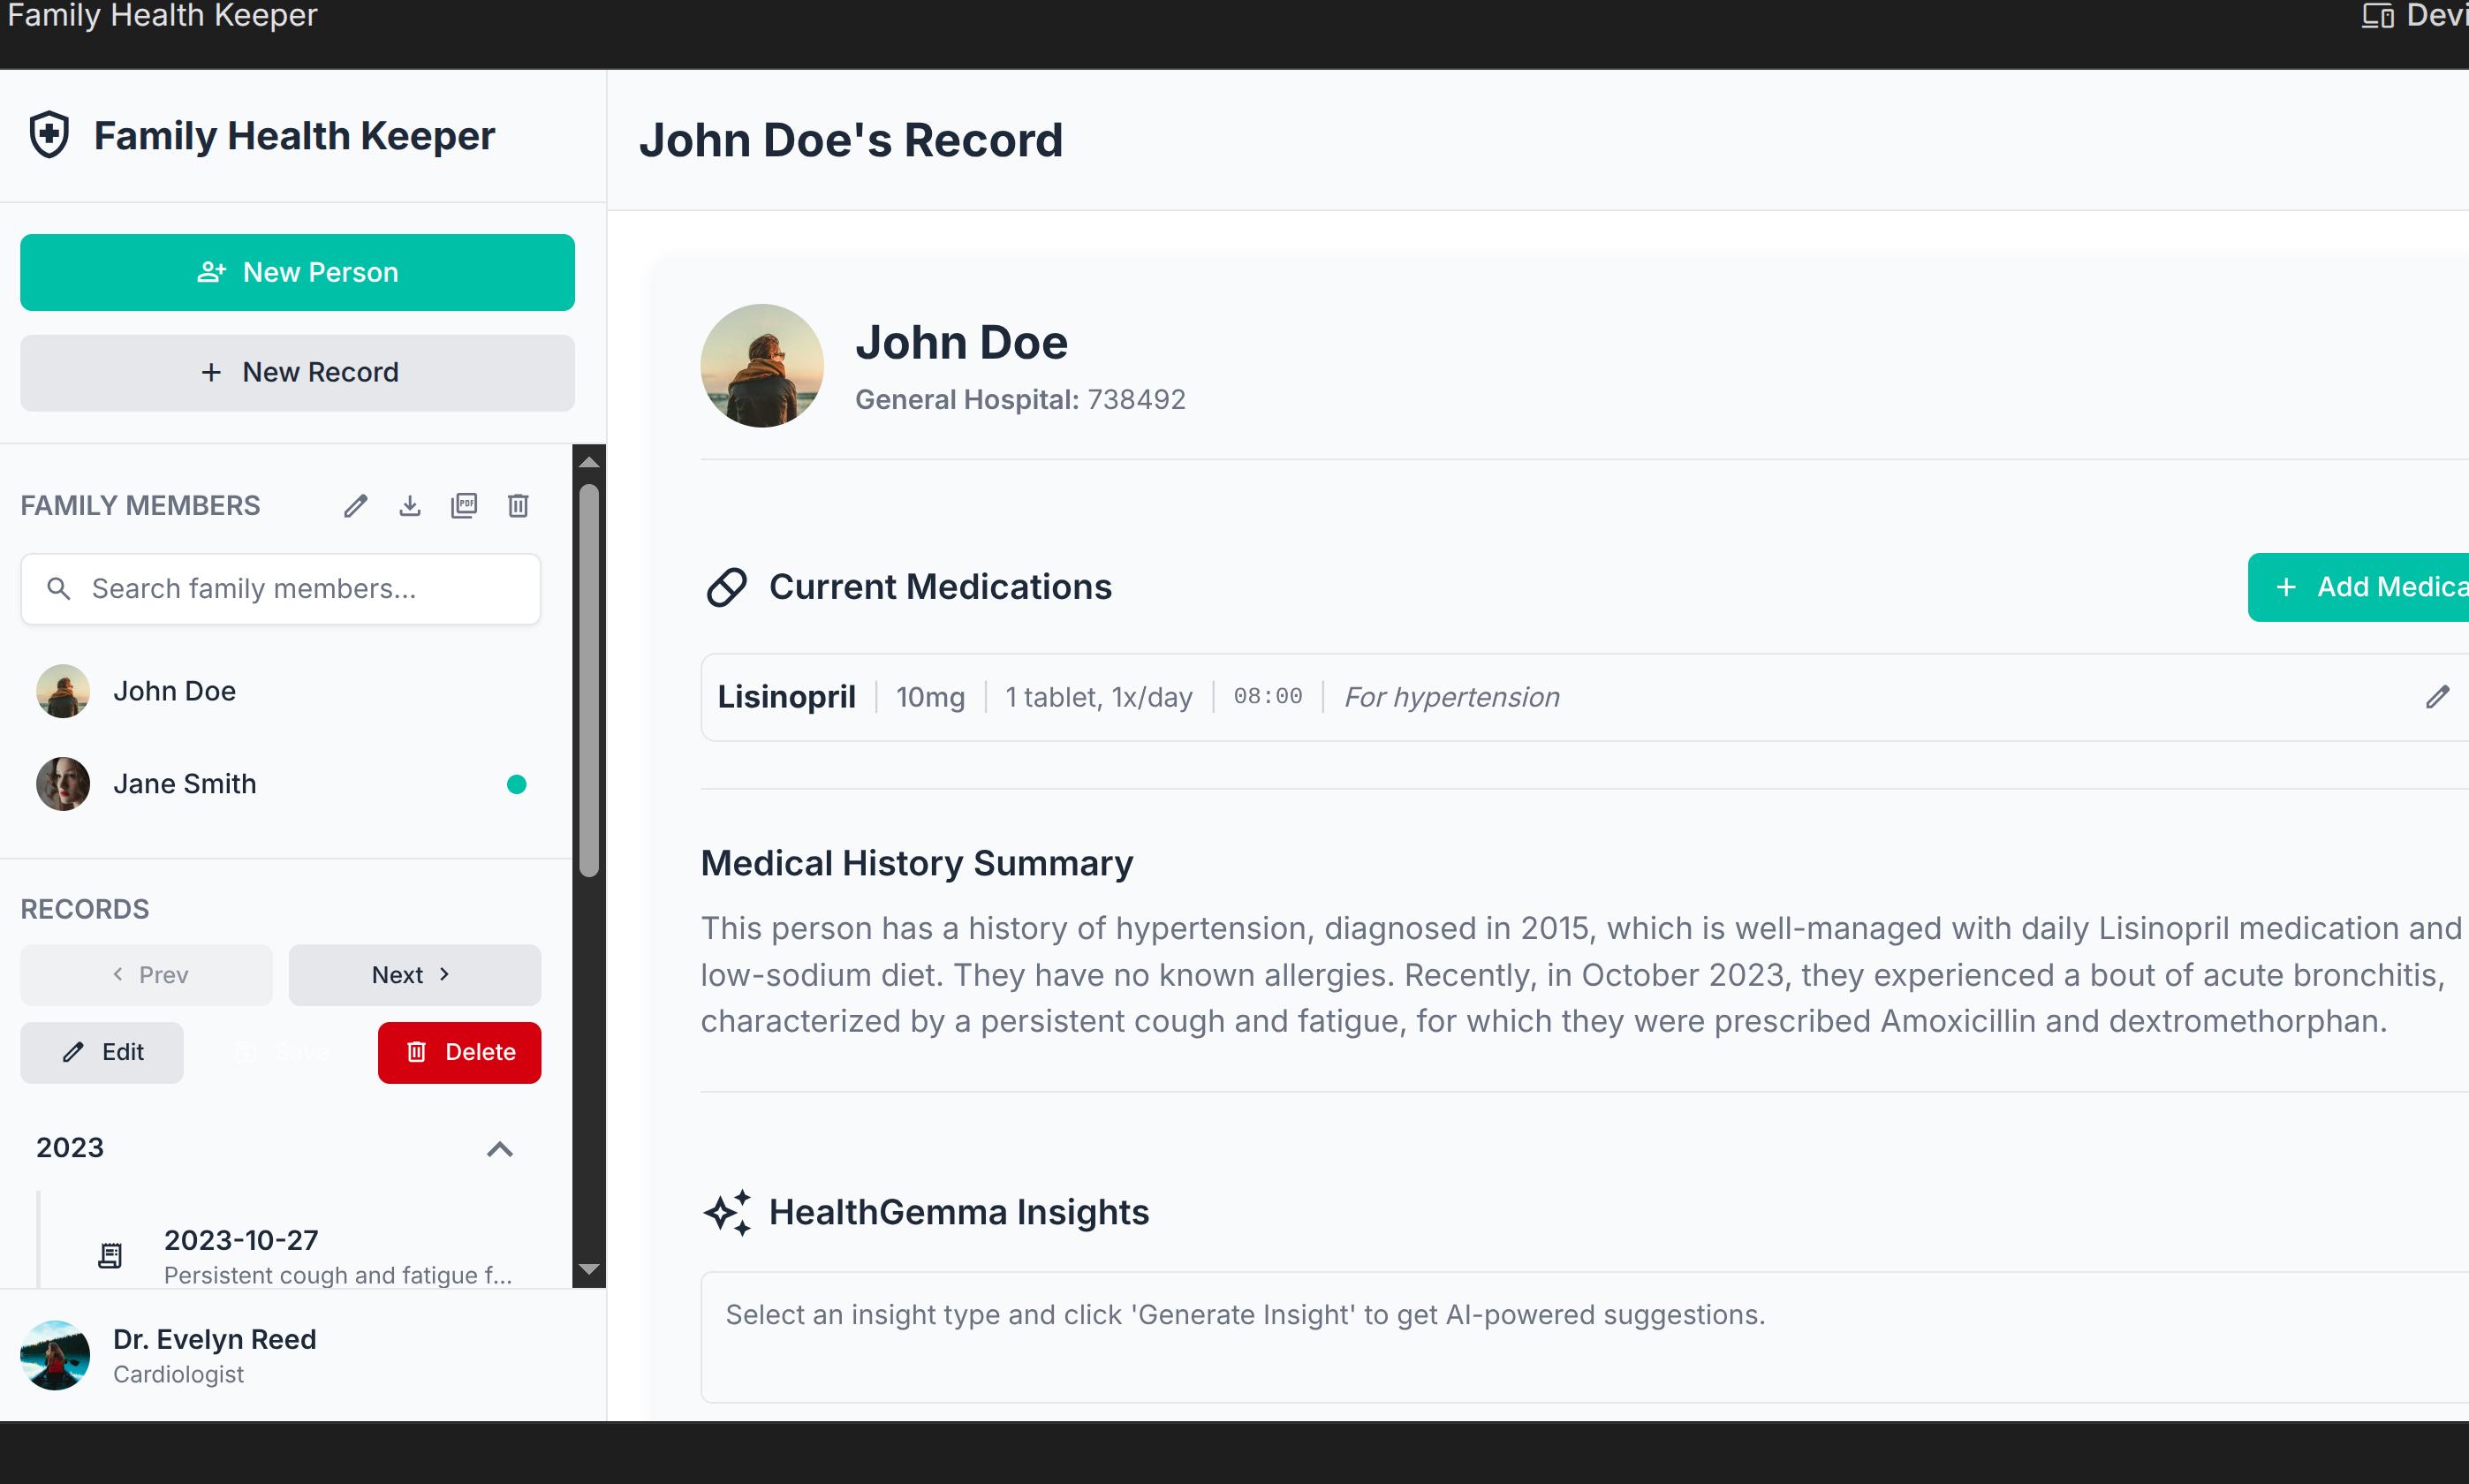 Family Health Keeper
Devi
Family Health Keeper
New Person
New Record
FAMILY MEMBERS
PDF
Search family members...
John Doe
Jane Smith
RECORDS
Prev
Next
Edit
Save
Delete
2023
2023-10-27
Persistent cough and fatigue f...
Dr. Evelyn Reed
Cardiologist
John Doe's Record
John Doe
General Hospital: 738492
Current Medications
Add Medica
Lisinopril
10mg
1 tablet, 1x/day
08:00
For hypertension
Medical History Summary
This person has a history of hypertension, diagnosed in 2015, which is well-managed with daily Lisinopril medication and
low-sodium diet. They have no known allergies. Recently, in October 2023, they experienced a bout of acute bronchitis,
characterized by a persistent cough and fatigue, for which they were prescribed Amoxicillin and dextromethorphan.
HealthGemma Insights
Select an insight type and click 'Generate Insight' to get AI-powered suggestions.